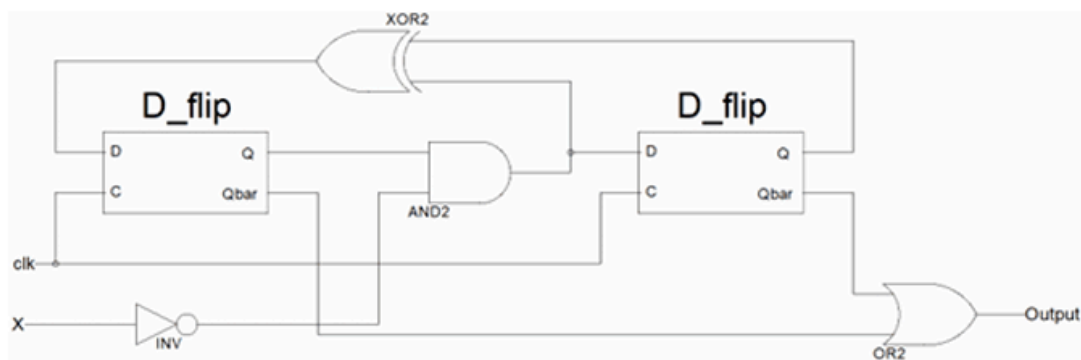 XOR2
D_flip
D_flip
D
Q
C
Qbar
AND2
D
Q
C
Qbar
clk
X
INV
OR2
Output